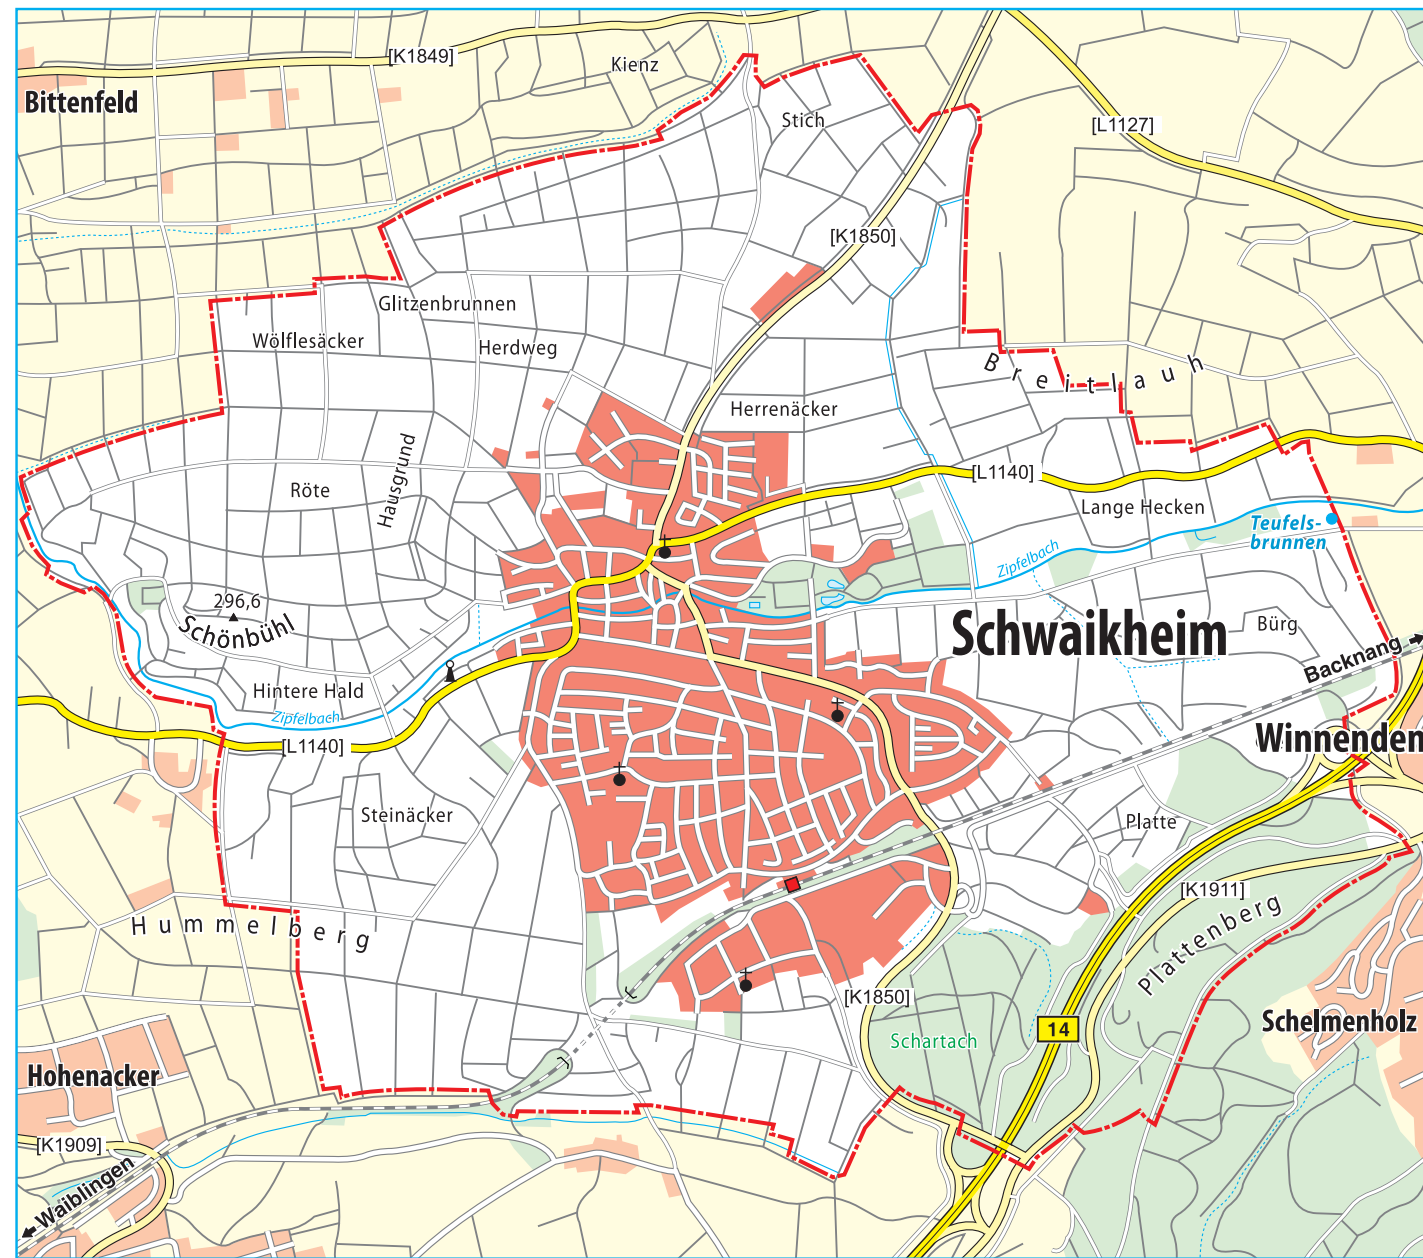 [K1849]
Kienz
Bittenfeld
Stich
[L1127]
[K1850]
Glitzenbrunnen
Wölflesäcker
Herdweg
Breitlauh
Herrenäcker
Hausgrund
Röte
[L1140]
Lange Hecken
Teufels-
brunnen
Zipfelbach
296,6
Schönbühl
Schwaikheim
Bürg
Backnang
Hintere Hald
Zipfelbach
[L1140]
Winnenden
Steinäcker
Platte
[K1911]
Hummelberg
Plattenberg
[K1850]
14
Schelmenholz
Schartach
Hohenacker
[K1909]
Waiblingen